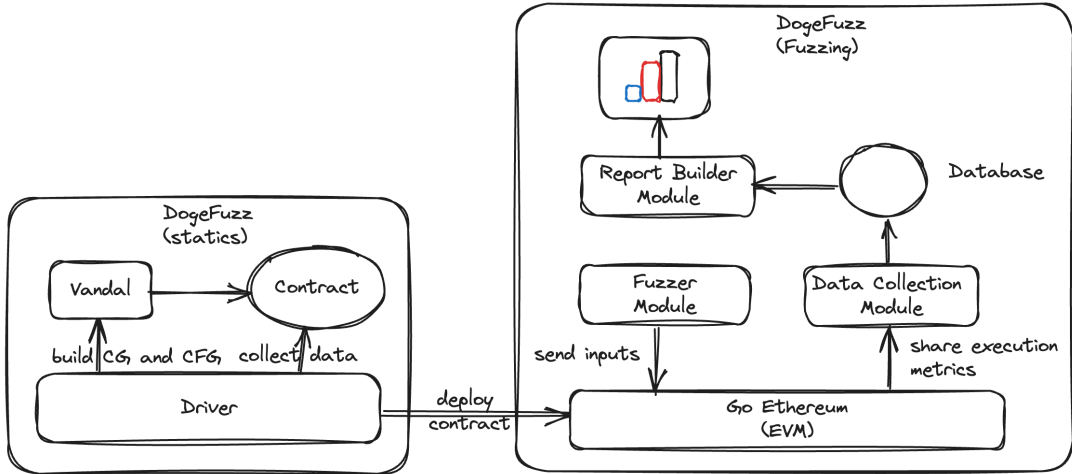 DogeFuzz
(Fuzzing)
Report Builder
Module
Database
DogeFuzz
(statics)
Vandal
Contract
Fuzzer
Module
Data Collection
Module
build CG, and CFG,
collect data
send inputs
share execution
metrics
Driver
deploy
contract
Go Ethereum
(EVM)